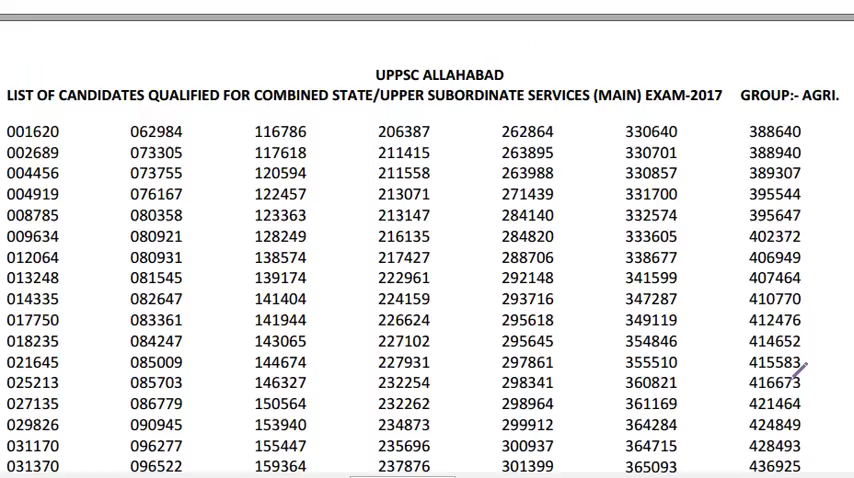 UPPSC ALLAHABAD
LIST OF CANDIDATES QUALIFIED FOR COMBINED STATE/UPPER SUBORDINATE SERVICES (MAIN) EXAM-2017 GROUP:- AGRI.
001620 062984 116786 206387 262864 330640 388640
002689 073305 117618 211415 263895 330701 388940
004456 073755 120594 211558 263988 330857 389307
004919 076167 122457 213071 271439 331700 395544
008785 080358 123363 213147 284140 332574 395647
009634 080921 128249 216135 284820 333605 402372
012064 080931 138574 217427 288706 338677 406949
013248 081545 139174 222961 292148 341599 407464
014335 082647 141404 224159 293716 347287 410770
017750 083361 141944 226624 295618 349119 412476
018235 084247 143065 227102 295645 354846 414652
021645 085009 144674 227931 297861 355510 415583
025213 085703 146327 232254 298341 360821 416673
027135 086779 150564 232262 298964 361169 421464
029826 090945 153940 234873 299912 364284 424849
031170 096277 155447 235696 300937 364715 428493
031370 096522 159364 237876 301399 365093 436925